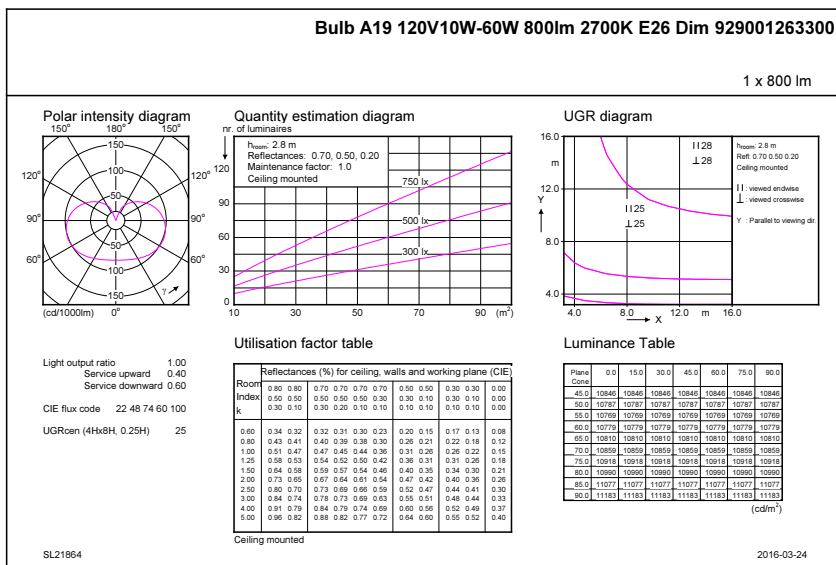 Bulb A19 120V10W-60W 800lm 2700K E26 Dim 929001263300
1 x 800 lm
Polar intensity diagram
150° 180° 150°
120° 120°
90° 90°
60° 60°
150
100
50
50
100
150
γ
(cd/1000lm) 0°
Quantity estimation diagram
nr. of luminaires
hroom: 2.8 m
Reflectances: 0.70, 0.50, 0.20
Maintenance factor: 1.0
Ceiling mounted
120
90
60
30
0
750 lx
500 lx
300 lx
10 30 50 70 90 (m²)
UGR diagram
16.0
m
12.0
Y
8.0
4.0
II28
⊥28
II25
⊥25
hroom: 2.8 m
Refl: 0.70 0.50 0.20
Ceiling mounted
II : viewed endwise
⊥ : viewed crosswise
Y : Parallel to viewing dir.
4.0 8.0 12.0 m 16.0
X
Light output ratio 1.00
Service upward 0.40
Service downward 0.60
CIE flux code 22 48 74 60 100
UGRcen (4Hx8H, 0.25H) 25
Utilisation factor table
Room Index k
Reflectances (%) for ceiling, walls and working plane (CIE)
0.80 0.80 0.70 0.70 0.70 0.70 0.50 0.50 0.30 0.30 0.00
0.50 0.50 0.50 0.50 0.50 0.30 0.30 0.10 0.30 0.10 0.00
0.30 0.10 0.30 0.20 0.10 0.10 0.10 0.10 0.10 0.10 0.00
0.60 0.34 0.32 0.32 0.31 0.30 0.23 0.20 0.15 0.17 0.13 0.08
0.80 0.43 0.41 0.40 0.39 0.38 0.30 0.26 0.21 0.22 0.18 0.12
1.00 0.51 0.47 0.47 0.45 0.44 0.36 0.31 0.26 0.26 0.22 0.15
1.25 0.58 0.53 0.54 0.52 0.50 0.42 0.36 0.31 0.31 0.26 0.18
1.50 0.64 0.58 0.59 0.57 0.54 0.46 0.40 0.35 0.34 0.30 0.21
2.00 0.73 0.65 0.67 0.64 0.61 0.54 0.47 0.42 0.40 0.36 0.26
2.50 0.80 0.70 0.73 0.69 0.66 0.59 0.52 0.47 0.44 0.41 0.30
3.00 0.84 0.74 0.78 0.73 0.69 0.63 0.55 0.51 0.48 0.44 0.33
4.00 0.91 0.79 0.84 0.79 0.74 0.69 0.60 0.56 0.52 0.49 0.37
5.00 0.96 0.82 0.88 0.82 0.77 0.72 0.64 0.60 0.55 0.52 0.40
Ceiling mounted
Luminance Table
Plane Cone 0.0 15.0 30.0 45.0 60.0 75.0 90.0
45.0 10846 10846 10846 10846 10846 10846 10846
50.0 10787 10787 10787 10787 10787 10787 10787
55.0 10769 10769 10769 10769 10769 10769 10769
60.0 10779 10779 10779 10779 10779 10779 10779
65.0 10810 10810 10810 10810 10810 10810 10810
70.0 10859 10859 10859 10859 10859 10859 10859
75.0 10918 10918 10918 10918 10918 10918 10918
80.0 10990 10990 10990 10990 10990 10990 10990
85.0 11077 11077 11077 11077 11077 11077 11077
90.0 11183 11183 11183 11183 11183 11183 11183
(cd/m²)
SL21864
2016-03-24